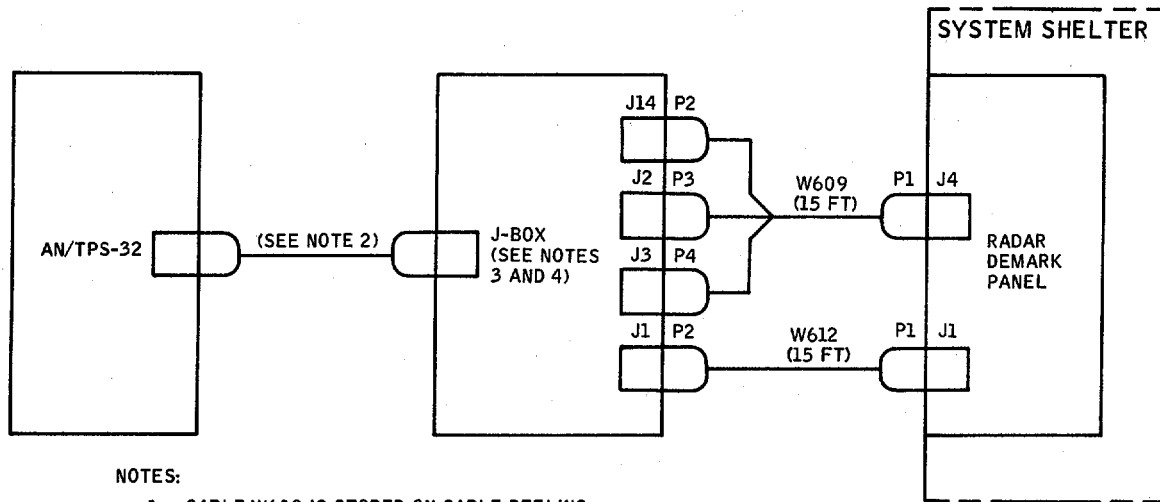 SYSTEM SHELTER
AN/TPS-32
(SEE NOTE 2)
J-BOX
(SEE NOTES
3 AND 4)
J14 P2
J2 P3
J3 P4
J1 P2
W609
(15 FT)
W612
(15 FT)
P1 J4
P1 J1
RADAR
DEMARK
PANEL
NOTES: